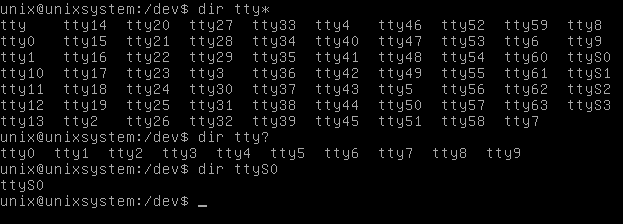 unix@unixsystem:/dev$ dir tty*
tty    tty14  tty20  tty27  tty33  tty4   tty46  tty52  tty59  tty8
tty0   tty15  tty21  tty28  tty34  tty40  tty47  tty53  tty6   tty9
tty1   tty16  tty22  tty29  tty35  tty41  tty48  tty54  tty60  ttyS0
tty10  tty17  tty23  tty3   tty36  tty42  tty49  tty55  tty61  ttyS1
tty11  tty18  tty24  tty30  tty37  tty43  tty5   tty56  tty62  ttyS2
tty12  tty19  tty25  tty31  tty38  tty44  tty50  tty57  tty63  ttyS3
tty13  tty2   tty26  tty32  tty39  tty45  tty51  tty58  tty7
unix@unixsystem:/dev$ dir tty?
tty0  tty1  tty2  tty3  tty4  tty5  tty6  tty7  tty8  tty9
unix@unixsystem:/dev$ dir ttyS0
ttyS0
unix@unixsystem:/dev$ _